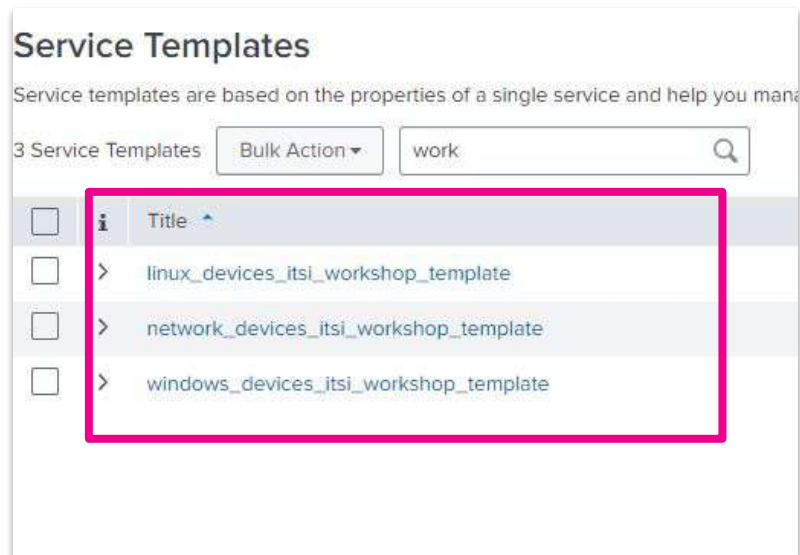 Service Templates
Service templates are based on the properties of a single service and help you mana
3 Service Templates Bulk Action work
i Title
linux_devices_itsi_workshop_template
network_devices_itsi_workshop_template
windows_devices_itsi_workshop_template